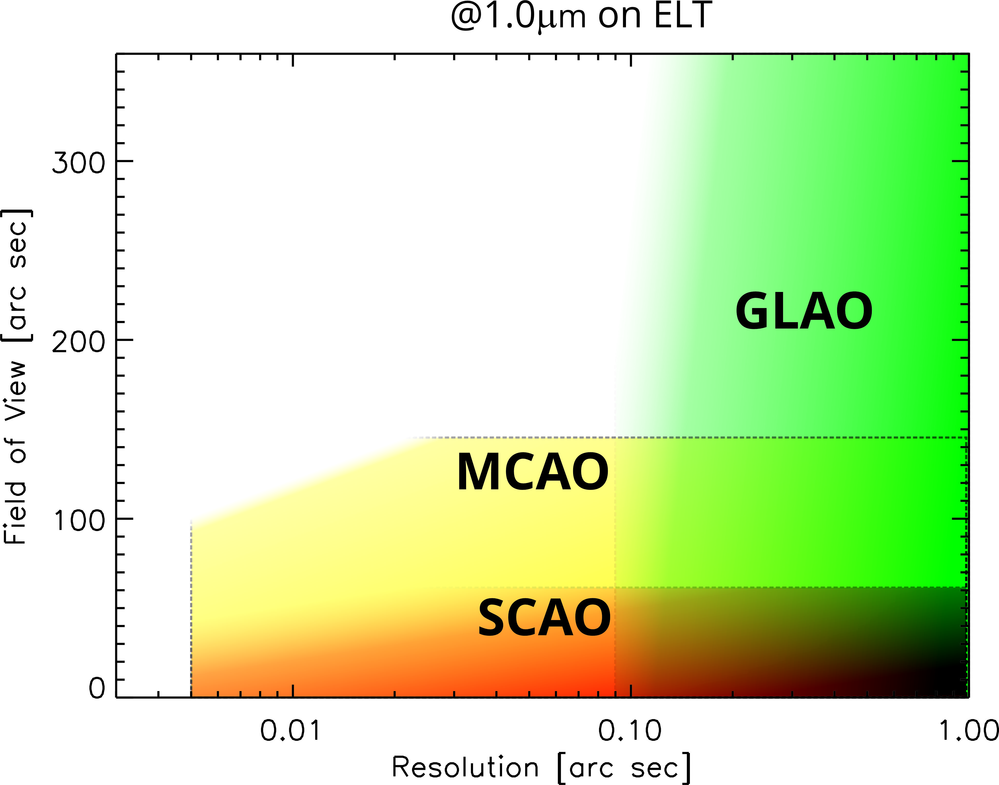 @1.0μm on ELT
Field of View [arc sec]
300
200
100
0
GLAO
MCAO
SCAO
0.01
0.10
1.00
Resolution [arc sec]